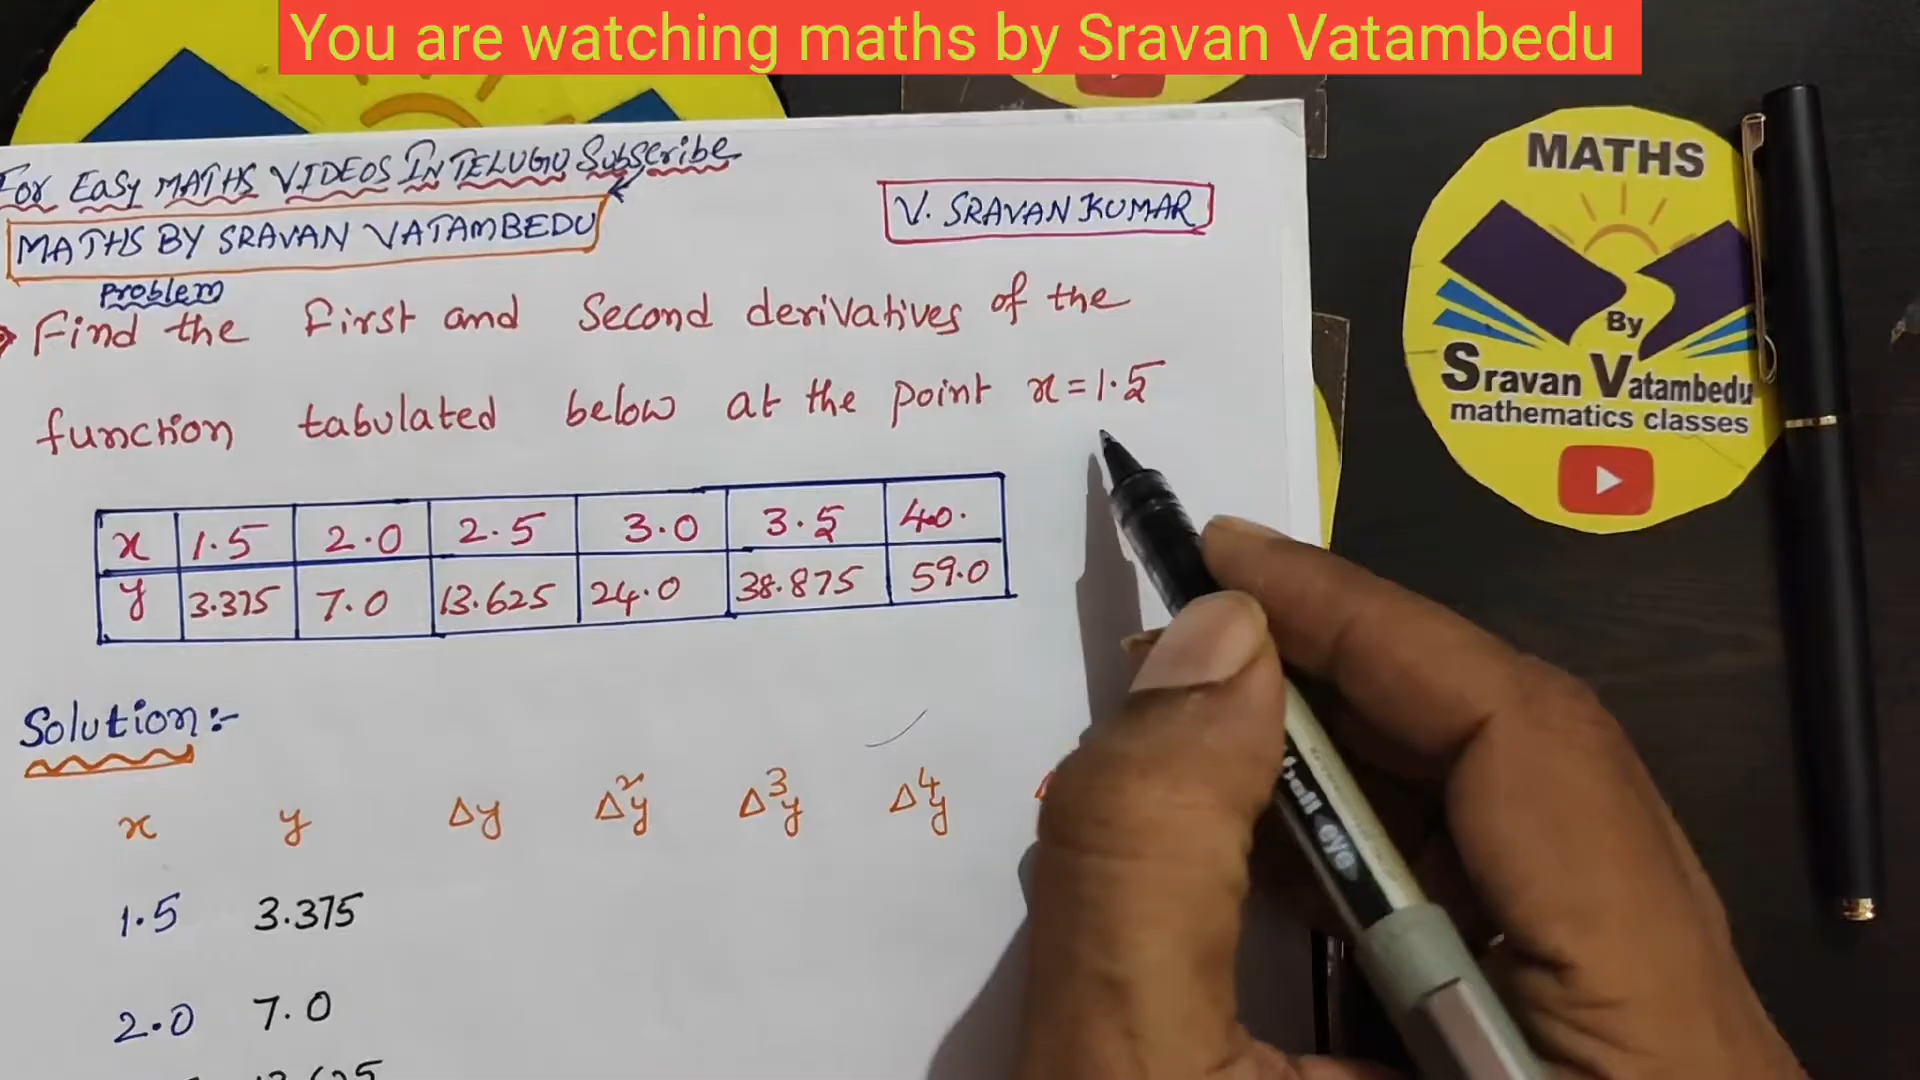 You are watching maths by Sravan Vatambedu
FOR EASY MATHS VIDEOS IN TELUGU Subscribe
MATHS BY SRAVAN VATAMBEDU
V. SRAVAN KUMAR
Problem
Find the first and second derivatives of the
function tabulated below at the point x = 1.5
x 1.5 2.0 2.5 3.0 3.5 4.0.
y 3.375 7.0 13.625 24.0 38.875 59.0
Solution:-
x y Δy Δ²y Δ³y Δ⁴y
1.5 3.375
2.0 7.0
13.625
MATHS
By
Sravan Vatambedu
mathematics classes
ball eye